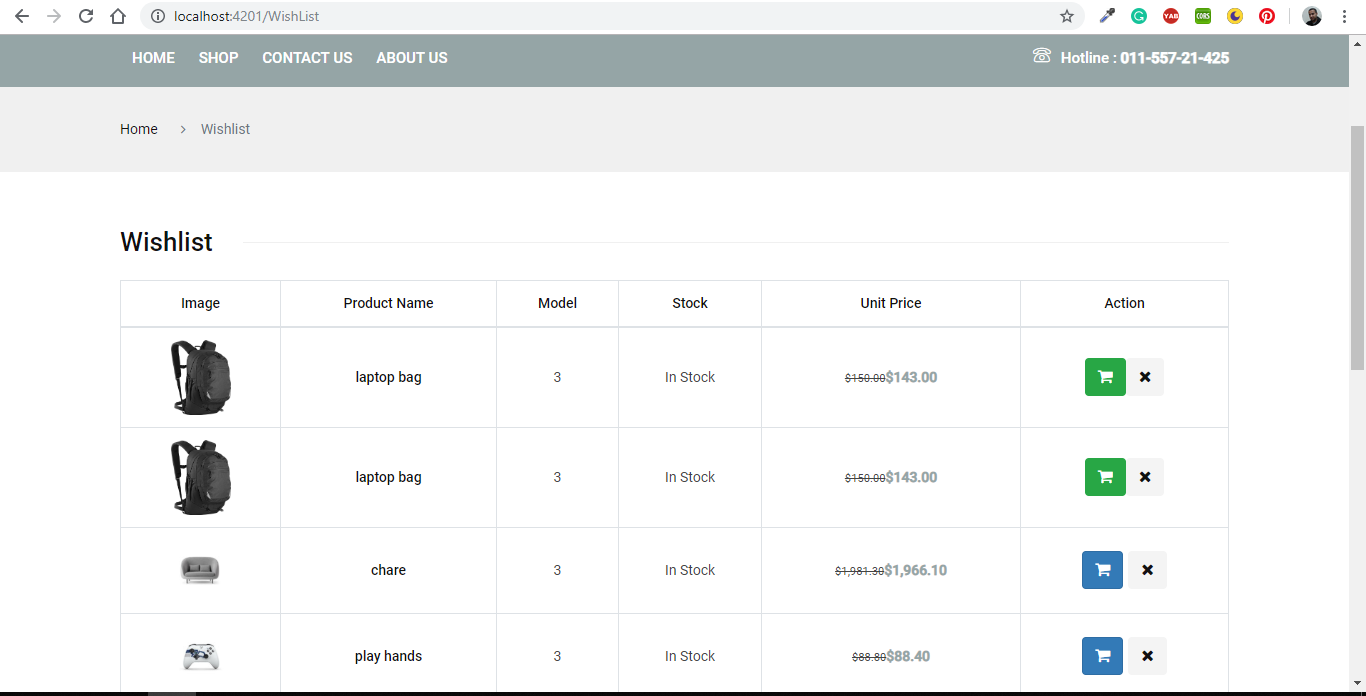 localhost:4201/WishList
YAB
CORS
HOME SHOP CONTACT US ABOUT US Hotline : 011-557-21-425
Home > Wishlist
Wishlist
Image Product Name Model Stock Unit Price Action
laptop bag 3 In Stock $150.00$143.00
laptop bag 3 In Stock $150.00$143.00
chare 3 In Stock $1,981.30$1,966.10
play hands 3 In Stock $88.80$88.40